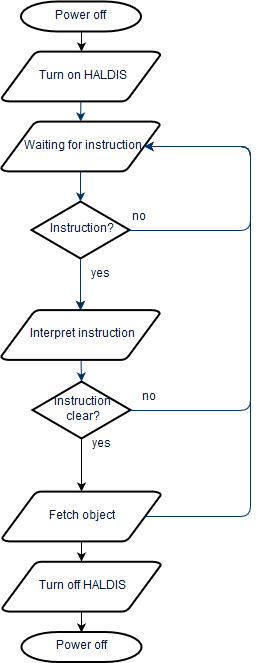 Power off
Turn on HALDIS
Waiting for instruction
Instruction?
no
yes
Interpret instruction
Instruction
clear?
no
yes
Fetch object
Turn off HALDIS
Power off